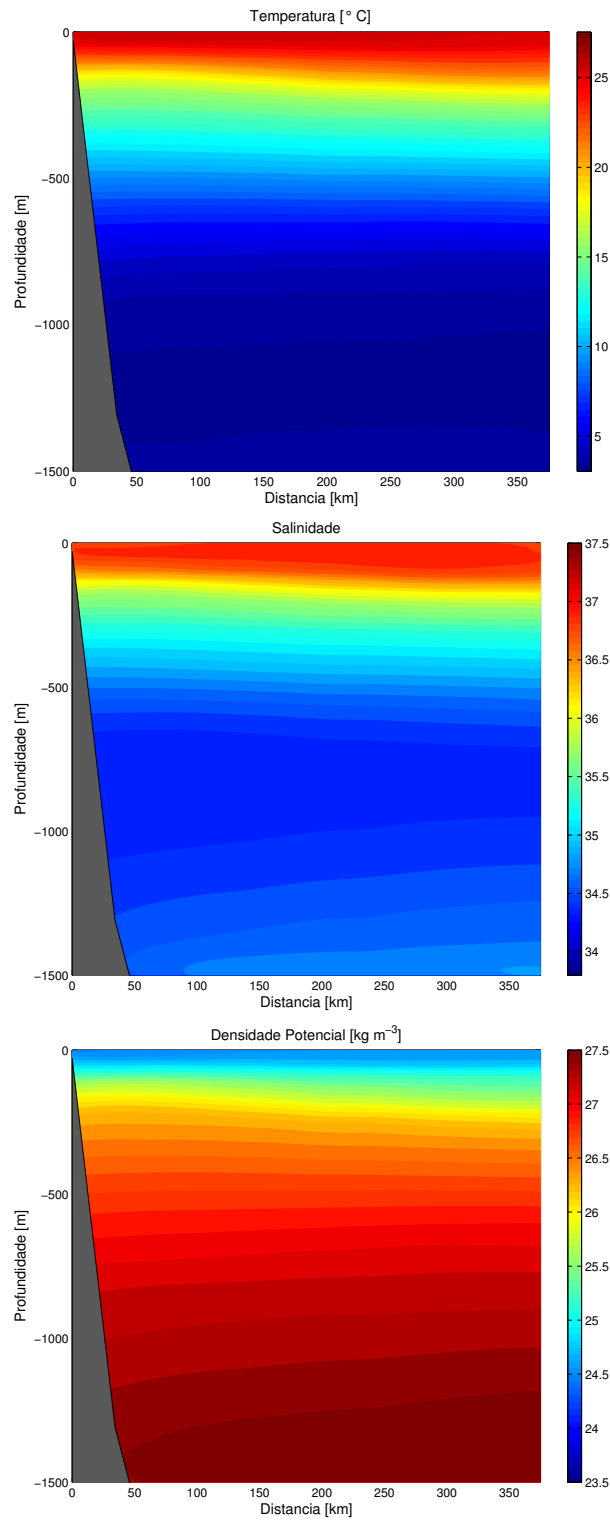 Temperatura [° C]
0
−500
−1000
−1500
Profundidade [m]
0 50 100 150 200 250 300 350
Distancia [km]
25
20
15
10
5
Salinidade
0
−500
−1000
−1500
Profundidade [m]
0 50 100 150 200 250 300 350
Distancia [km]
37.5
37
36.5
36
35.5
35
34.5
34
Densidade Potencial [kg m⁻³]
0
−500
−1000
−1500
Profundidade [m]
0 50 100 150 200 250 300 350
Distancia [km]
27.5
27
26.5
26
25.5
25
24.5
24
23.5